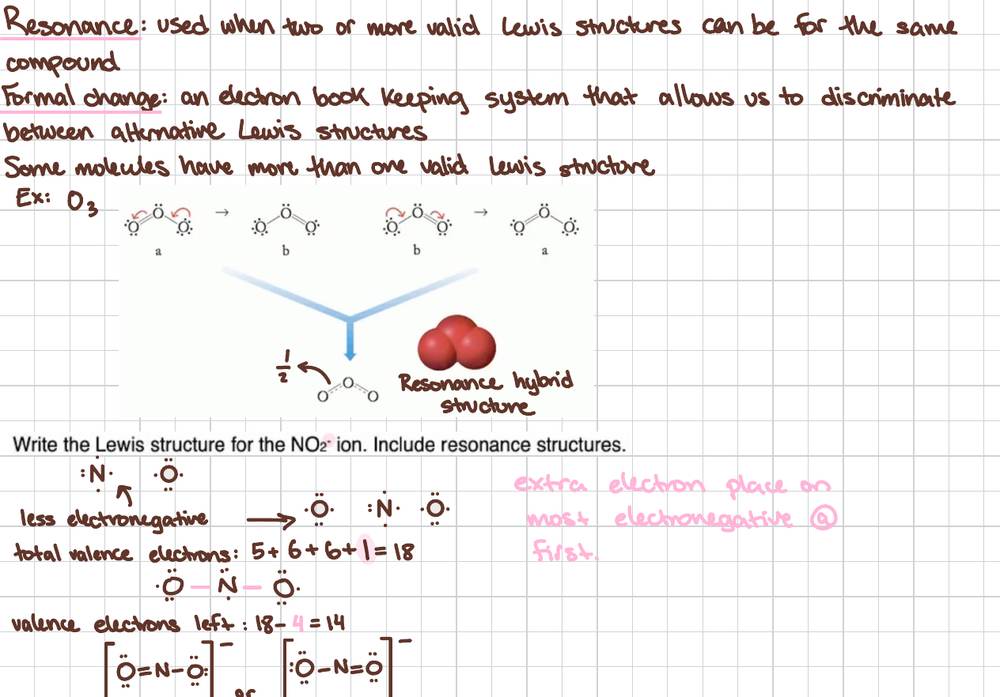 Resonance: used when two or more valid Lewis structures can be for the same
compound
Formal change: an electron book keeping system that allows us to discriminate
between alternative Lewis structures
Some molecules have more than one valid Lewis structure
Ex: O₃
:O=O-O: → :O-O=O: :O-O=O: → :O=O-O:
a b b a
1/2
O O O
Resonance hybrid
structure
Write the Lewis structure for the NO₂⁻ ion. Include resonance structures.
:N· ·O·
extra electron place on
less electronegative → ·O· :N· ·O·
most electronegative @
first.
total valence electrons: 5+6+6+1=18
·O — N — O·
valence electrons left: 18-4=14
[O=N-O:]⁻ or [:O-N=O]⁻